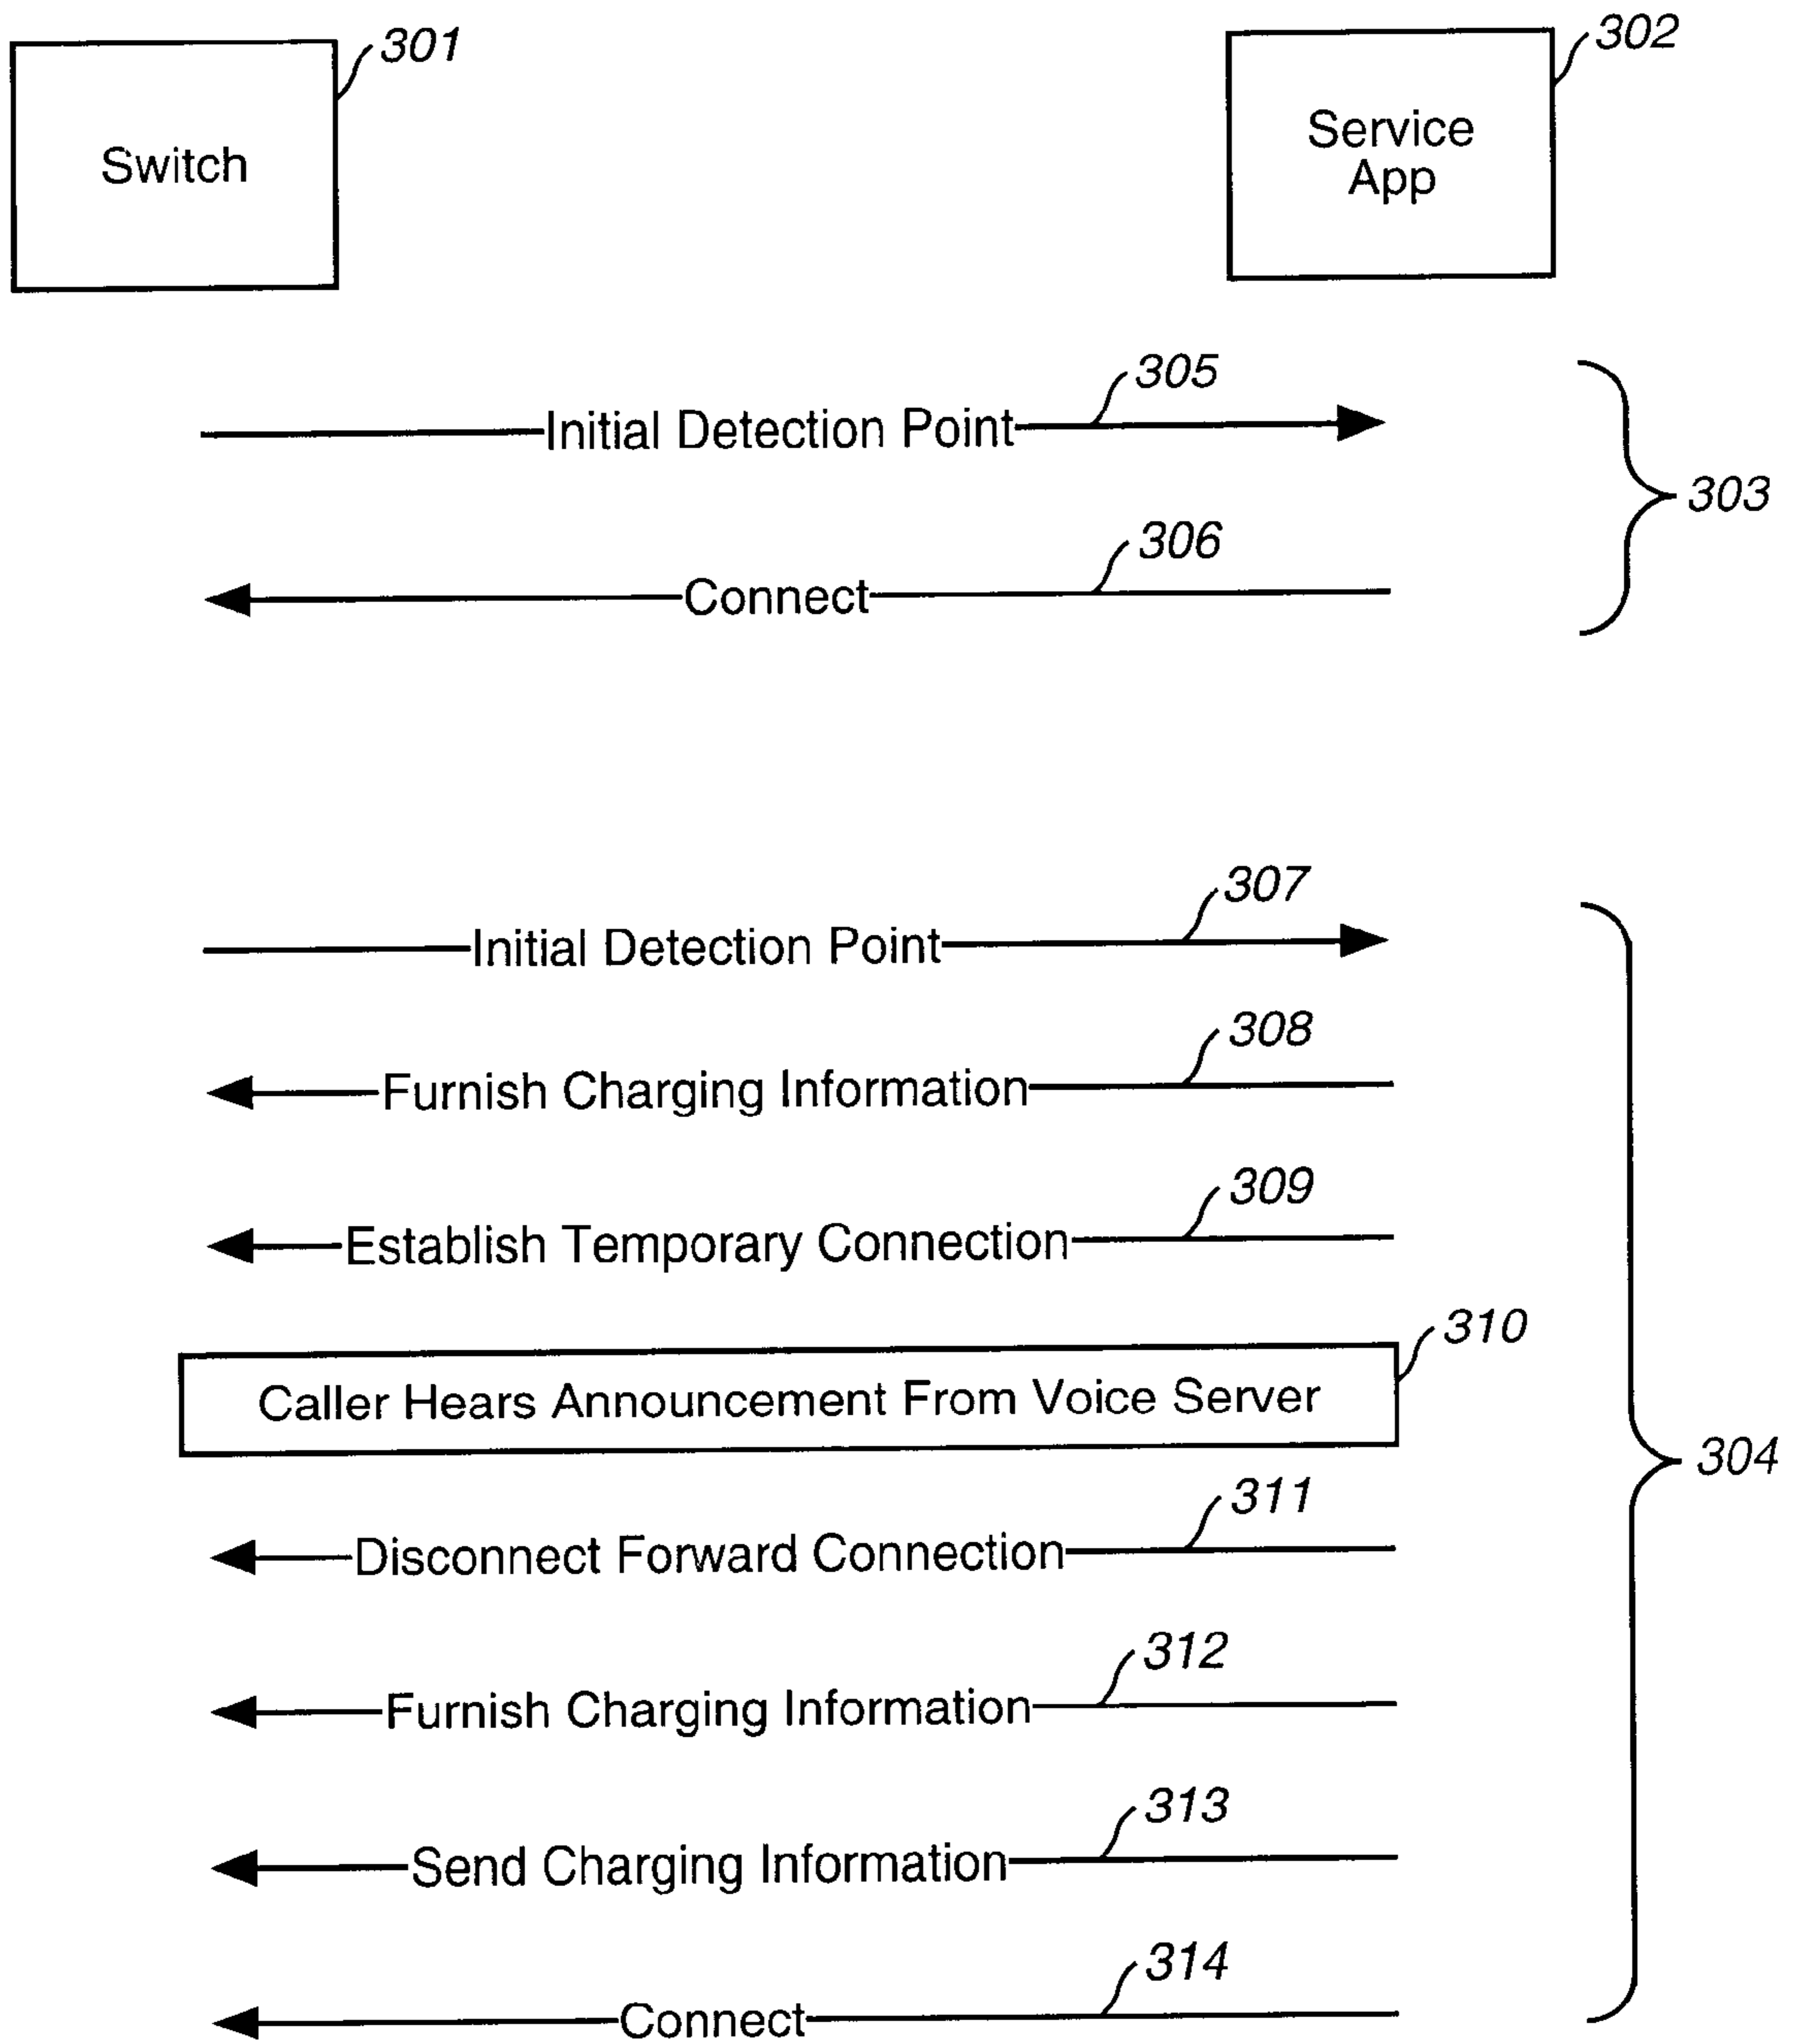 301
302
Switch
Service
App
305
Initial Detection Point
303
306
Connect
307
Initial Detection Point
308
Furnish Charging Information
309
Establish Temporary Connection
310
Caller Hears Announcement From Voice Server
304
311
Disconnect Forward Connection
312
Furnish Charging Information
313
Send Charging Information
314
Connect